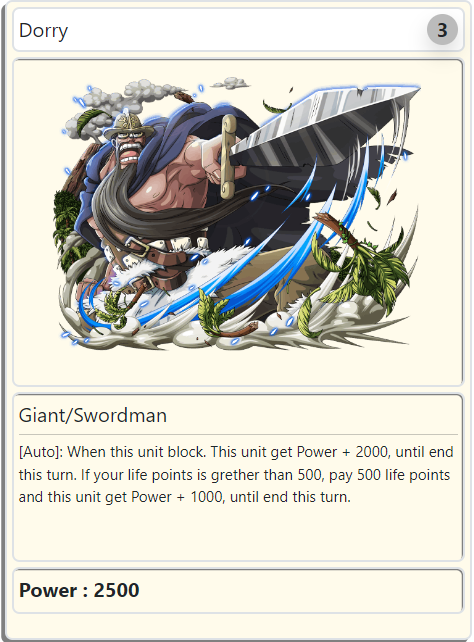 Dorry
3
Giant/Swordman
[Auto]: When this unit block. This unit get Power + 2000, until end
this turn. If your life points is grether than 500, pay 500 life points
and this unit get Power + 1000, until end this turn.
Power : 2500